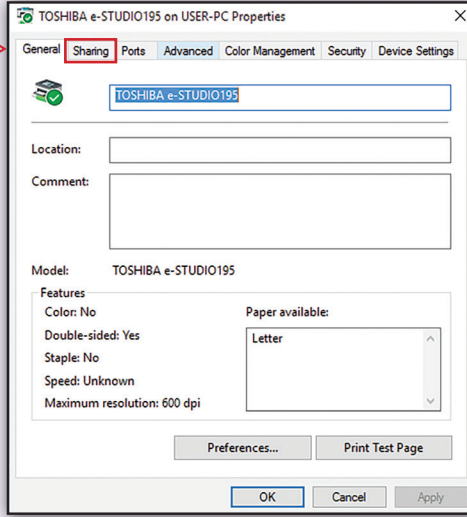 TOSHIBA e-STUDIO195 on USER-PC Properties
General Sharing Ports Advanced Color Management Security Device Settings
TOSHIBA e-STUDIO195
Location:
Comment:
Model: TOSHIBA e-STUDIO195
Features
Color: No
Double-sided: Yes
Staple: No
Speed: Unknown
Maximum resolution: 600 dpi
Paper available:
Letter
Preferences... Print Test Page
OK Cancel Apply